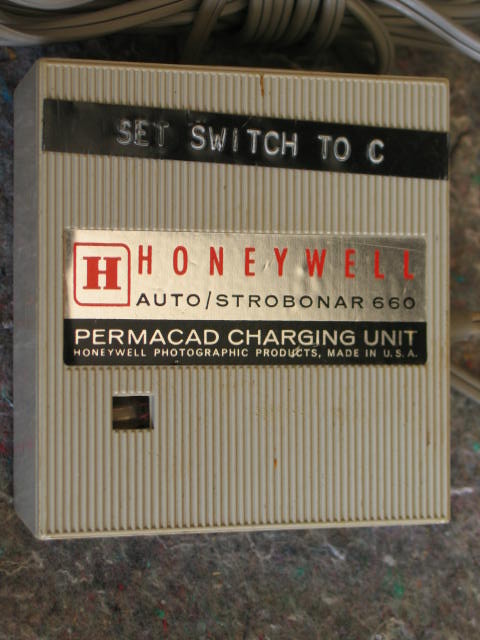 SET SWITCH TO C
H HONEYWELL
AUTO/STROBONAR 660
PERMACAD CHARGING UNIT
HONEYWELL PHOTOGRAPHIC PRODUCTS, MADE IN U.S.A.